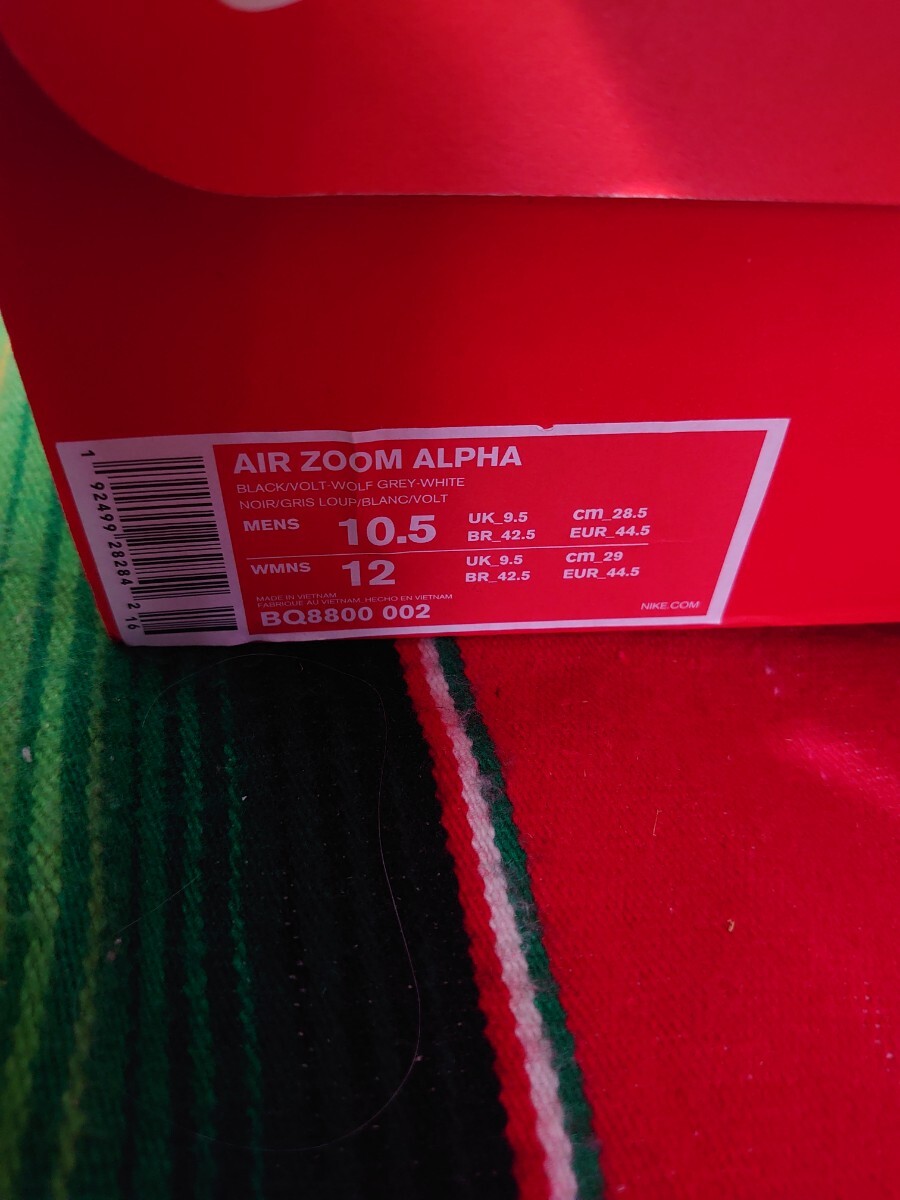 AIR ZOOM ALPHA
BLACK/VOLT-WOLF GREY-WHITE
NOIR/GRIS LOUP/BLANC/VOLT
MENS 10.5 UK_9.5 cm_28.5
BR_42.5 EUR_44.5
WMNS 12 UK_9.5 cm_29
BR_42.5 EUR_44.5
MADE IN VIETNAM
FABRIQUE AU VIETNAM, HECHO EN VIETNAM
BQ8800 002
NIKE.COM
1 92499 28284 2 16